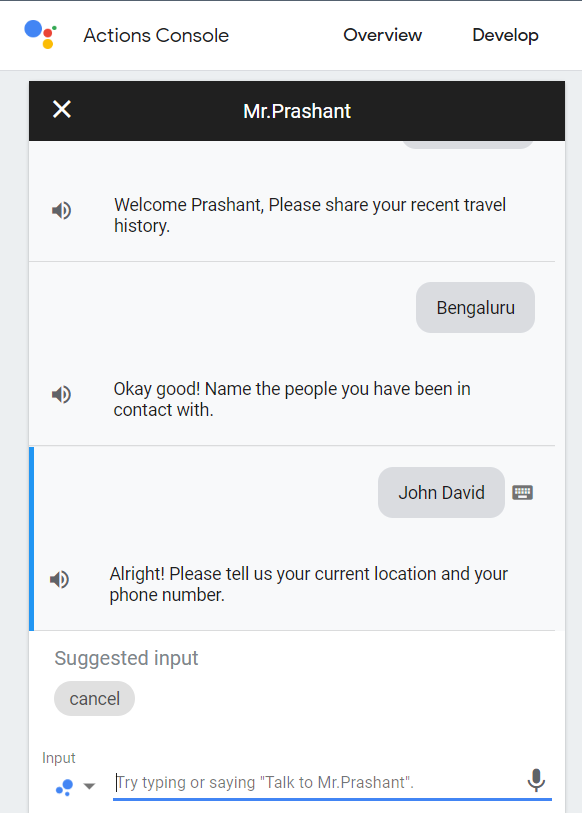 Actions Console Overview Develop
Mr.Prashant
Welcome Prashant, Please share your recent travel
history.
Bengaluru
Okay good! Name the people you have been in
contact with.
John David
Alright! Please tell us your current location and your
phone number.
Suggested input
cancel
Input
Try typing or saying "Talk to Mr.Prashant".